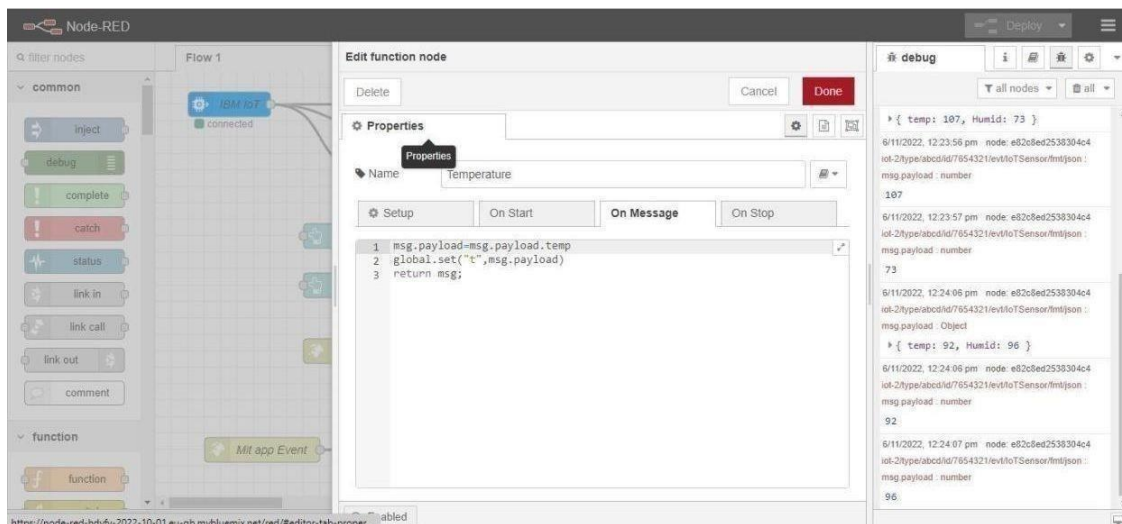 Node-RED
Deploy
filter nodes
common
inject
debug
complete
catch
status
link in
link call
link out
comment
function
function
Flow 1
IBM IoT
connected
Mit app Event
Edit function node
Delete
Cancel
Done
Properties
Properties
Name
Temperature
Setup
On Start
On Message
On Stop
1 msg.payload=msg.payload.temp
2 global.set("t",msg.payload)
3 return msg;
Enabled
debug
all nodes
all
{ temp: 107, Humid: 73 }
6/11/2022, 12:23:56 pm node: e82c8ed2538304c4
iot-2/type/abcd/id/7654321/evt/IoTSensor/fmt/json :
msg.payload : number
107
6/11/2022, 12:23:57 pm node: e82c8ed2538304c4
iot-2/type/abcd/id/7654321/evt/IoTSensor/fmt/json :
msg.payload : number
73
6/11/2022, 12:24:06 pm node: e82c8ed2538304c4
iot-2/type/abcd/id/7654321/evt/IoTSensor/fmt/json :
msg.payload : Object
{ temp: 92, Humid: 96 }
6/11/2022, 12:24:06 pm node: e82c8ed2538304c4
iot-2/type/abcd/id/7654321/evt/IoTSensor/fmt/json :
msg.payload : number
92
6/11/2022, 12:24:07 pm node: e82c8ed2538304c4
iot-2/type/abcd/id/7654321/evt/IoTSensor/fmt/json :
msg.payload : number
96